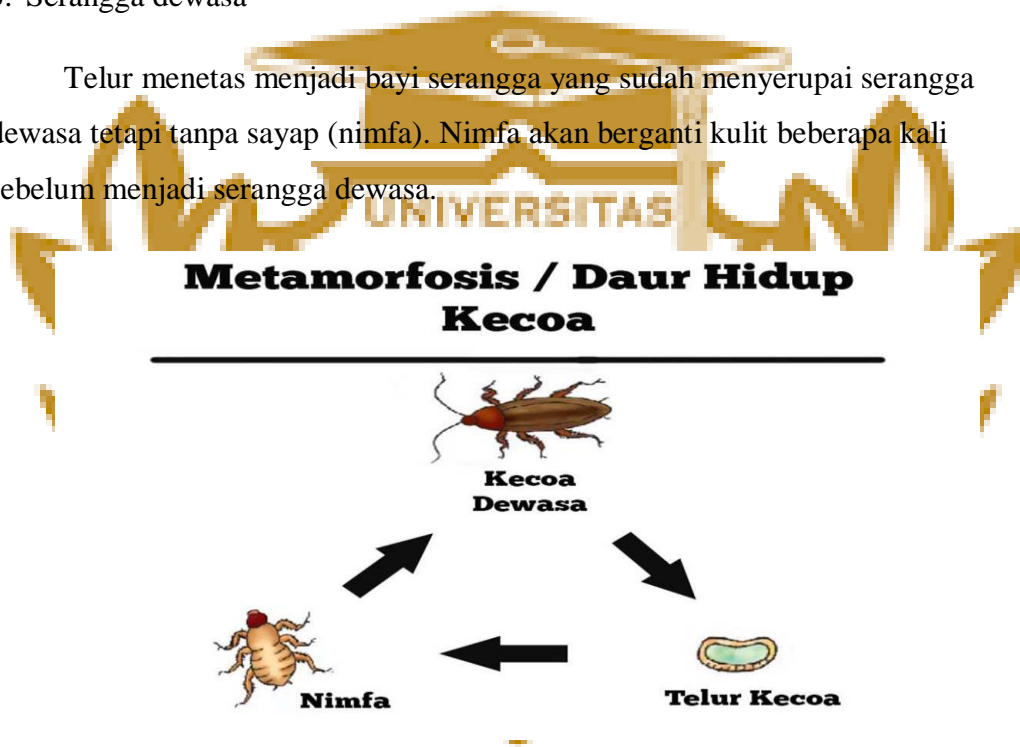 Serangga dewasa
Telur menetas menjadi bayi serangga yang sudah menyerupai serangga
dewasa tetapi tanpa sayap (nimfa). Nimfa akan berganti kulit beberapa kali
sebelum menjadi serangga dewasa.
UNIVERSITAS
Metamorfosis / Daur Hidup
Kecoa
Kecoa
Dewasa
Nimfa
Telur Kecoa